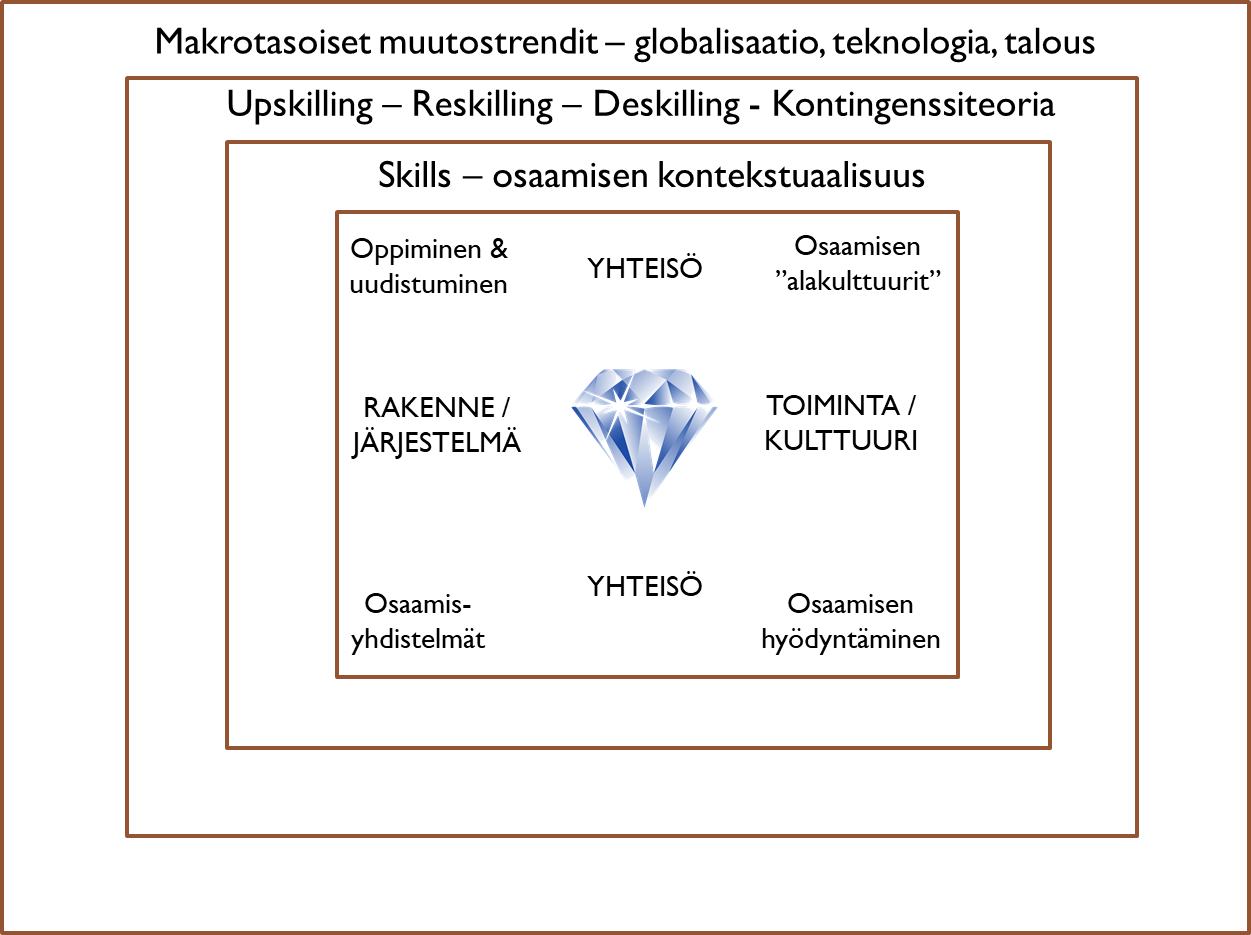 Makrotasoiset muutostrendit – globalisaatio, teknologia, talous
Upskilling – Reskilling – Deskilling - Kontingenssiteoria
Skills – osaamisen kontekstuaalisuus
Oppiminen &
uudistuminen
YHTEISÖ
Osaamisen
”alakulttuurit”
RAKENNE /
JÄRJESTELMÄ
TOIMINTA /
KULTTUURI
Osaamis-
yhdistelmät
YHTEISÖ
Osaamisen
hyödyntäminen